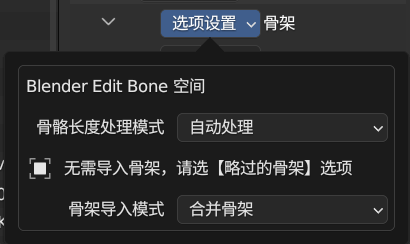 选项设置 骨架
Blender Edit Bone 空间
骨骼长度处理模式 自动处理
无需导入骨架，请选【略过的骨架】选项
骨架导入模式 合并骨架